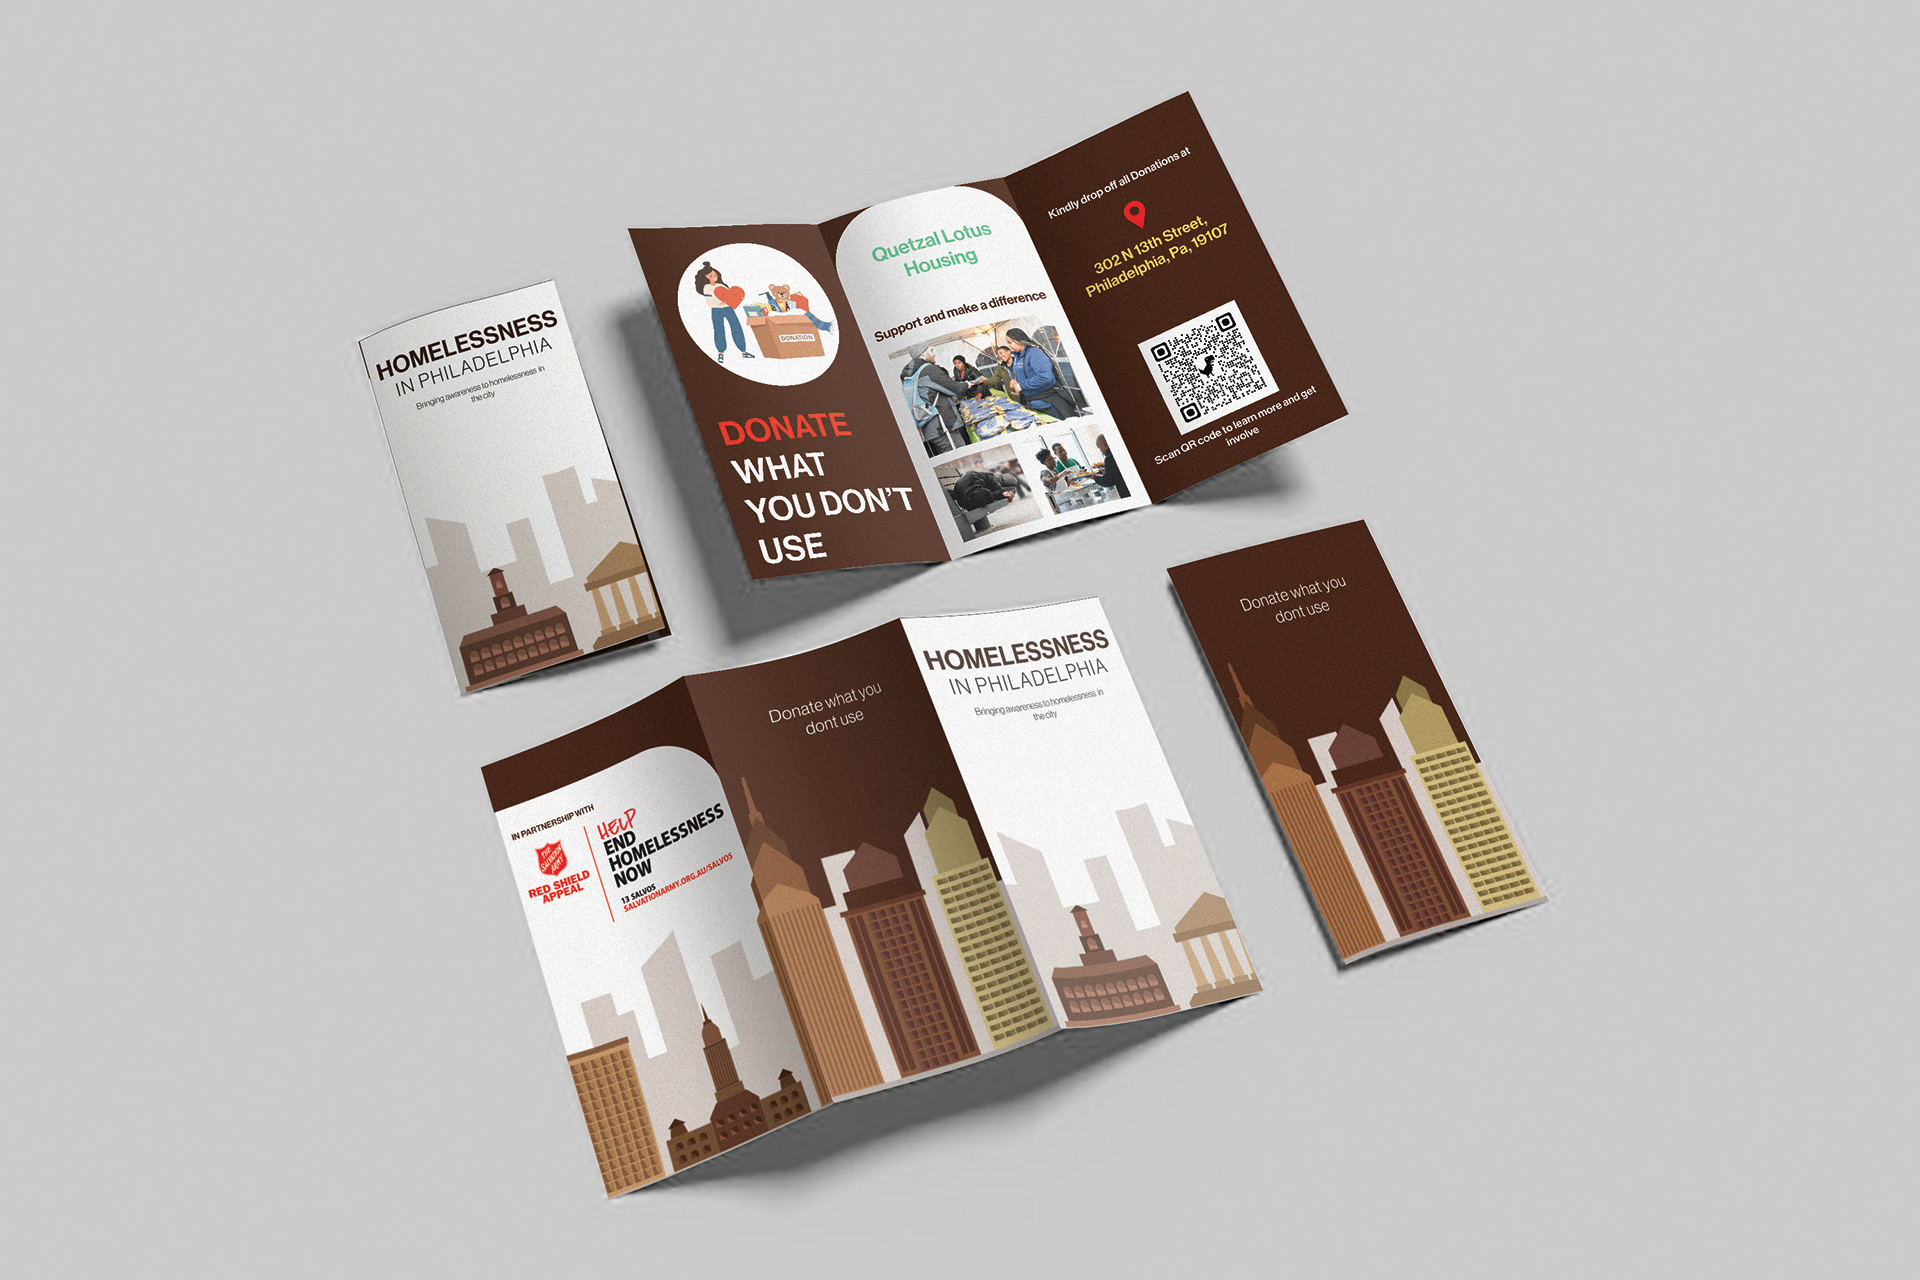 HOMELESSNESS
IN PHILADELPHIA
Bringing awareness to homelessness in
the city
DONATION
DONATE
WHAT
YOU DON'T
USE
Quetzal Lotus
Housing
Support and make a difference
Kindly drop off all Donations at
302 N 13th Street,
Philadelphia, Pa, 19107
Scan QR code to learn more and get
involve
IN PARTNERSHIP WITH
THE
SALVATION
ARMY
RED SHIELD
APPEAL
HELP
END
HOMELESSNESS
NOW
13 SALVOS
SALVATIONARMY.ORG.AU/SALVOS
Donate what you
dont use
HOMELESSNESS
IN PHILADELPHIA
Bringing awareness to homelessness in
the city
Donate what you
dont use